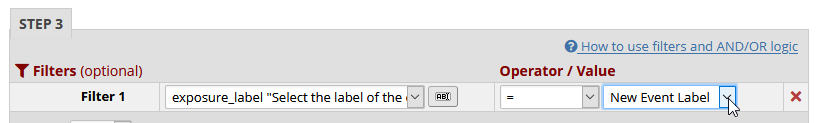 STEP 3
How to use filters and AND/OR logic
Filters (optional) Operator / Value
Filter 1 exposure_label "Select the label of the ABI = New Event Label